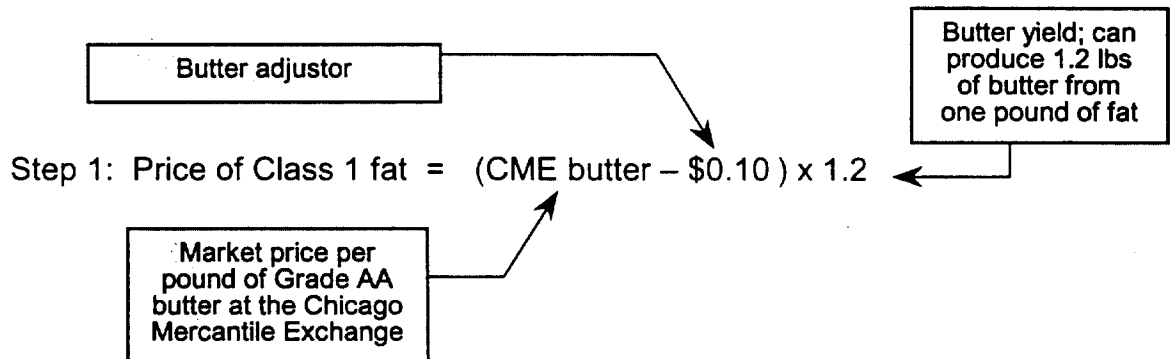 Butter adjustor
Butter yield; can
produce 1.2 lbs
of butter from
one pound of fat
Step 1: Price of Class 1 fat = (CME butter – $0.10 ) x 1.2
Market price per
pound of Grade AA
butter at the Chicago
Mercantile Exchange